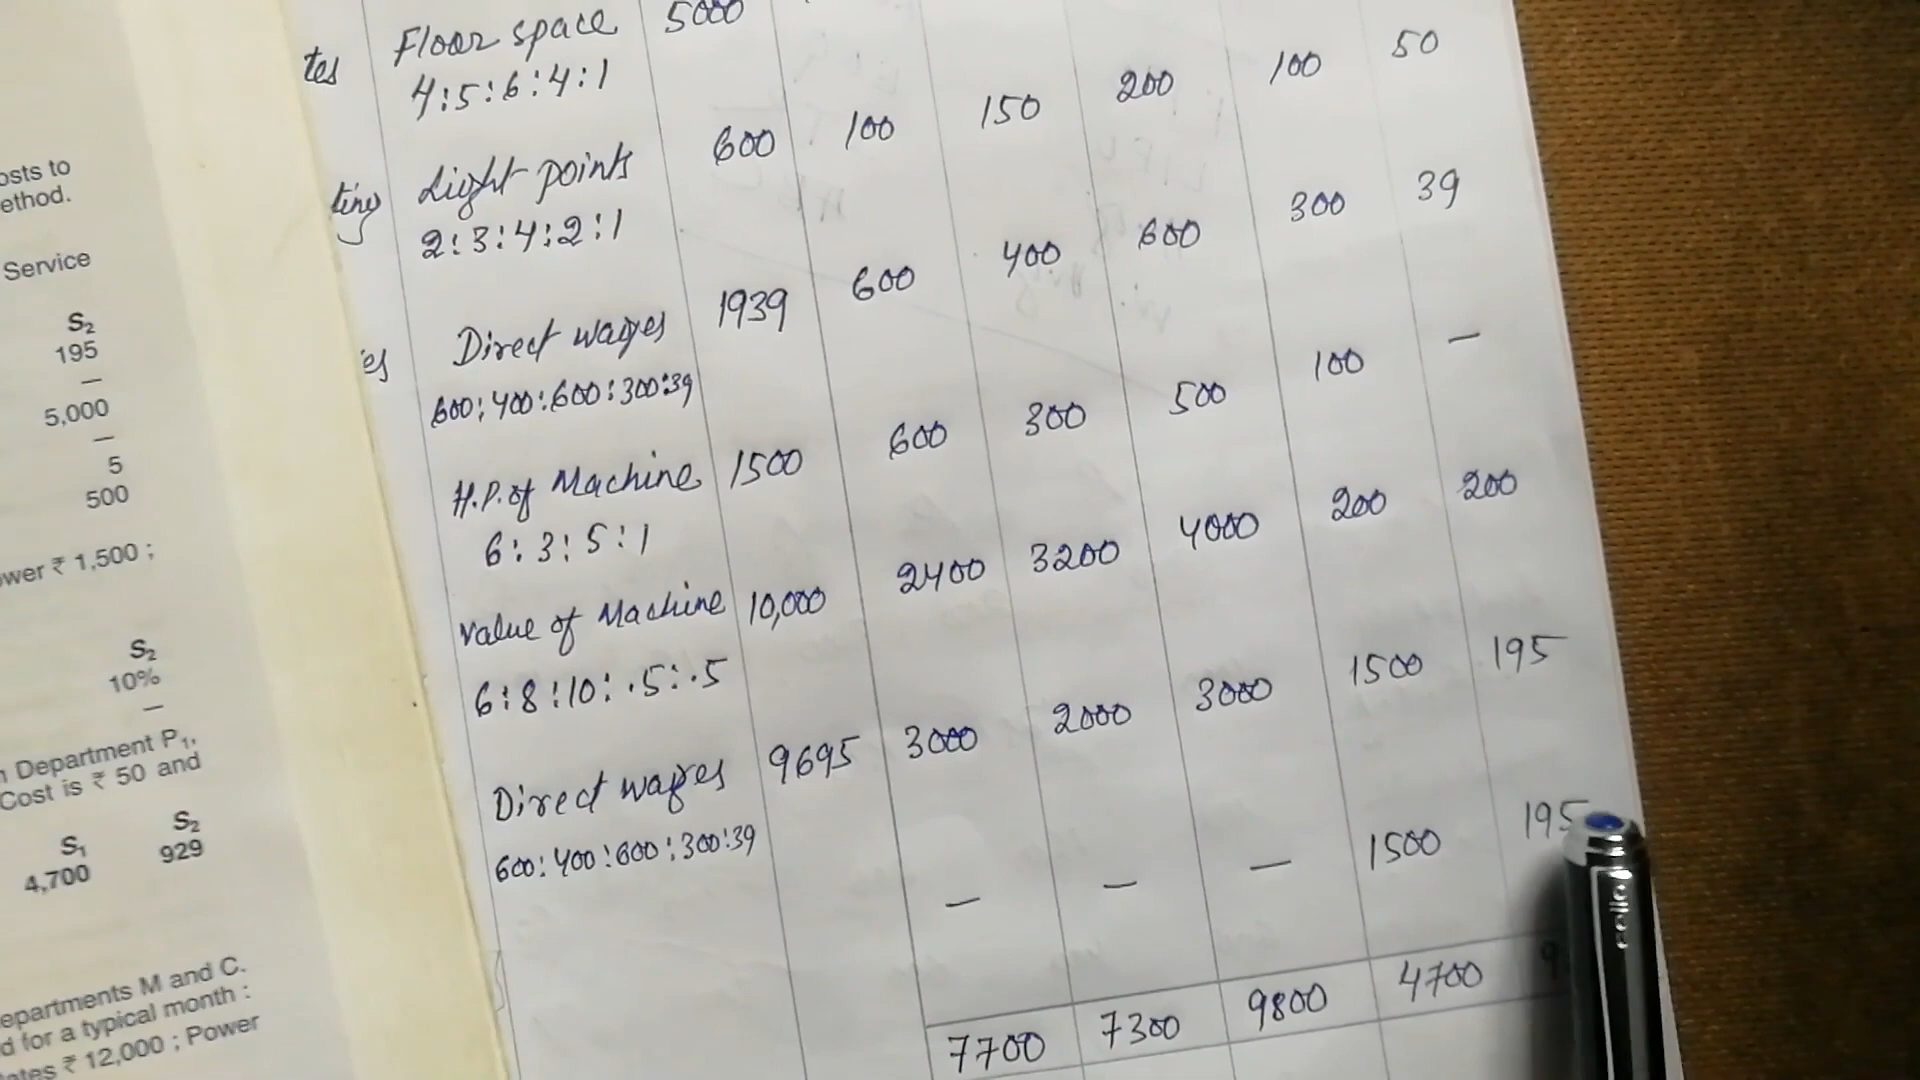 osts to
ethod.
Service
S₂
195
—
5,000
—
5
500
ower ₹ 1,500 ;
S₂
10%
—
n Department P₁,
Cost is ₹ 50 and
S₁ S₂
4,700 929
epartments M and C.
d for a typical month :
ates ₹ 12,000 ; Power
tes Floor space 5000
4:5:6:4:1
ting Light points 600 100 150 200 100 50
2:3:4:2:1
es Direct wages 1939 600 400 600 300 39
600:400:600:300:39
H.P. of Machine 1500 600 300 500 100 —
6:3:5:1
Value of Machine 10,000 2400 3200 4000 200 200
6:8:10:.5:.5
Direct wages 9695 3000 2000 3000 1500 195
600:400:600:300:39
— — — 1500 195
7700 7300 9800 4700 9
cello